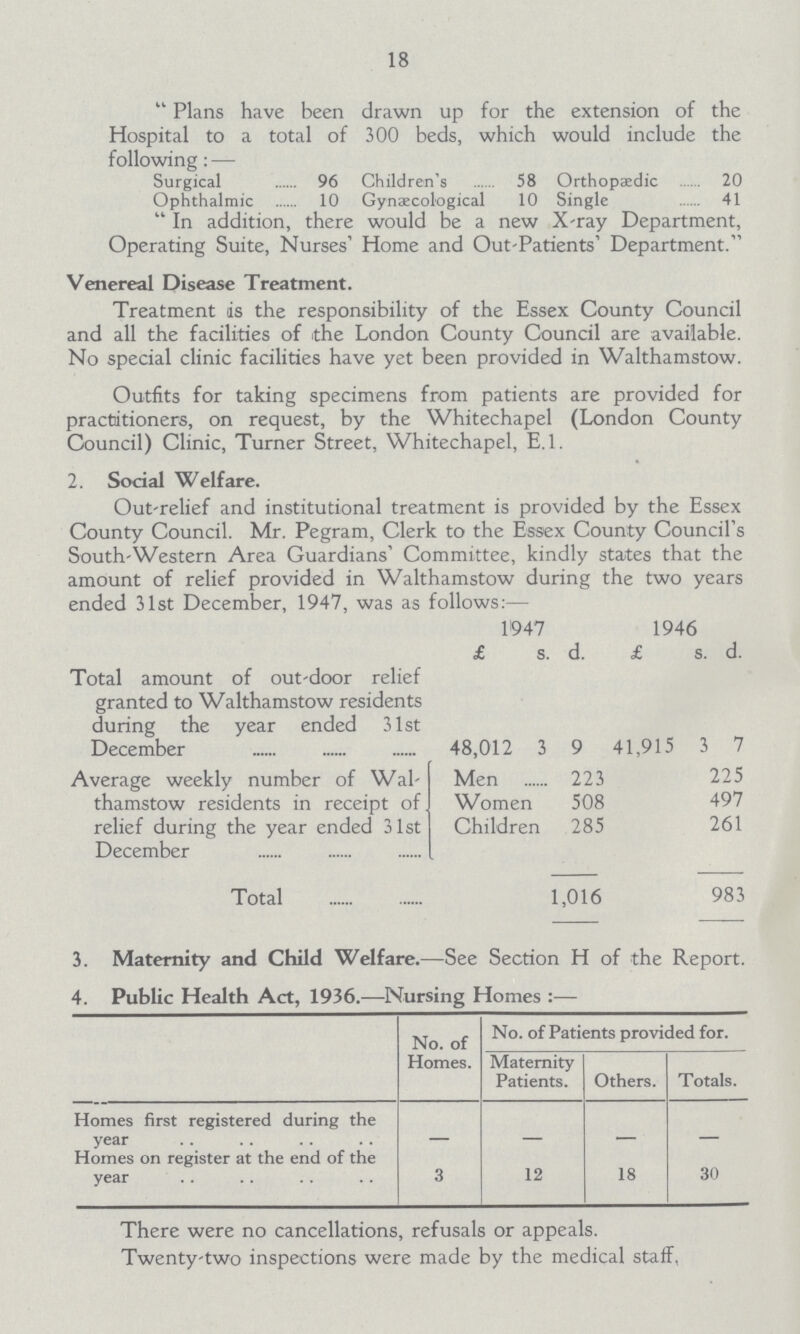 18
“ Plans have been drawn up for the extension of the
Hospital to a total of 300 beds, which would include the
following :—
Surgical ...... 96 Children's ...... 58 Orthopædic ...... 20
Ophthalmic ...... 10 Gynæcological 10 Single ...... 41
“ In addition, there would be a new X-ray Department,
Operating Suite, Nurses' Home and Out-Patients' Department.”
Venereal Disease Treatment.
Treatment is the responsibility of the Essex County Council
and all the facilities of the London County Council are available.
No special clinic facilities have yet been provided in Walthamstow.
Outfits for taking specimens from patients are provided for
practitioners, on request, by the Whitechapel (London County
Council) Clinic, Turner Street, Whitechapel, E.1.
2. Social Welfare.
Out-relief and institutional treatment is provided by the Essex
County Council. Mr. Pegram, Clerk to the Essex County Council's
South-Western Area Guardians' Committee, kindly states that the
amount of relief provided in Walthamstow during the two years
ended 31st December, 1947, was as follows:—
1947 1946
£ s. d. £ s. d.
Total amount of out-door relief
granted to Walthamstow residents
during the year ended 31st
December ...... ...... ...... 48,012 3 9 41,915 3 7
Average weekly number of Wal- Men ...... 223 225
thamstow residents in receipt of Women 508 497
relief during the year ended 31st Children 285 261
December ...... ...... ......
Total ...... ...... 1,016 983
3. Maternity and Child Welfare.—See Section H of the Report.
4. Public Health Act, 1936.—Nursing Homes :—
No. of Homes. No. of Patients provided for.
Maternity Patients. Others. Totals.
Homes first registered during the
year .. .. .. .. — — — —
Homes on register at the end of the
year .. .. .. .. 3 12 18 30
There were no cancellations, refusals or appeals.
Twenty-two inspections were made by the medical staff,